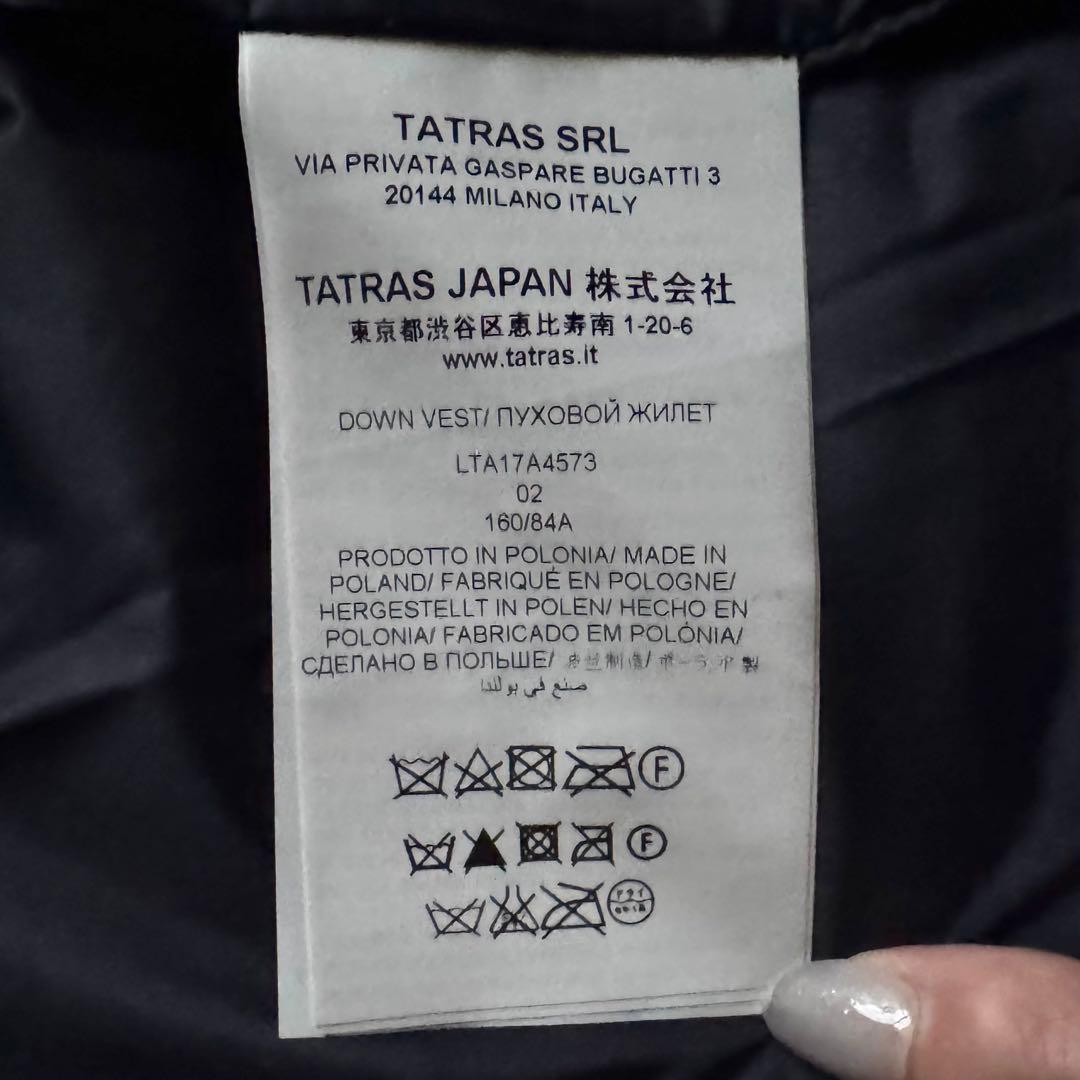 TATRAS SRL
VIA PRIVATA GASPARE BUGATTI 3
20144 MILANO ITALY
TATRAS JAPAN 株式会社
東京都渋谷区恵比寿南 1-20-6
www.tatras.it
DOWN VEST/ ПУХОВОЙ ЖИЛЕТ
LTA17A4573
02
160/84A
PRODOTTO IN POLONIA/ MADE IN
POLAND/ FABRIQUÉ EN POLOGNE/
HERGESTELLT IN POLEN/ HECHO EN
POLONIA/ FABRICADO EM POLÓNIA/
СДЕЛАНО В ПОЛЬШЕ/
صنع في بولندا
F
F
ドライ